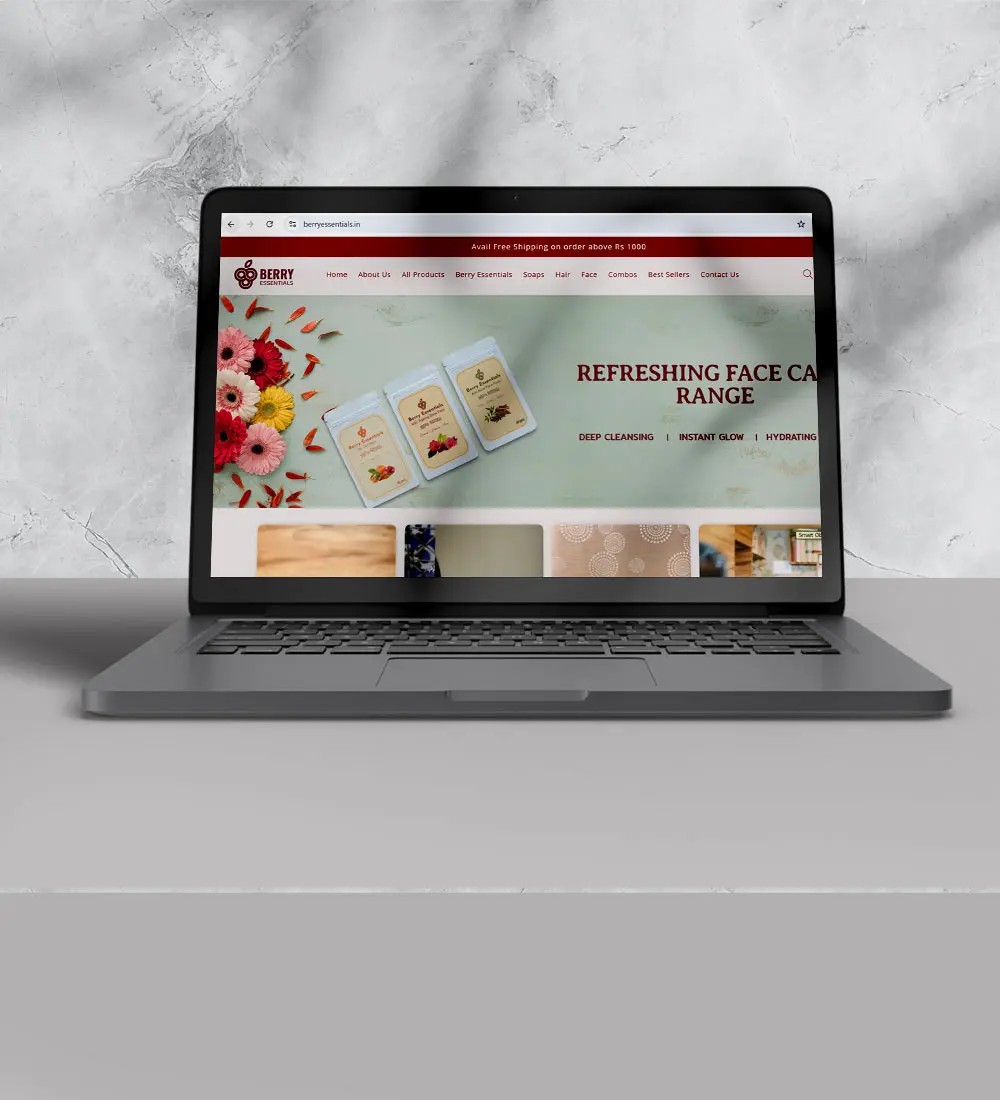 berryessentials.in
Avail Free Shipping on order above Rs 1000
BERRY
ESSENTIALS
Home About Us All Products Berry Essentials Soaps Hair Face Combos Best Sellers Contact Us
REFRESHING FACE CA
RANGE
DEEP CLEANSING | INSTANT GLOW | HYDRATING
Berry Essentials
Berry Essentials
Berry Essentials
Smart Ob